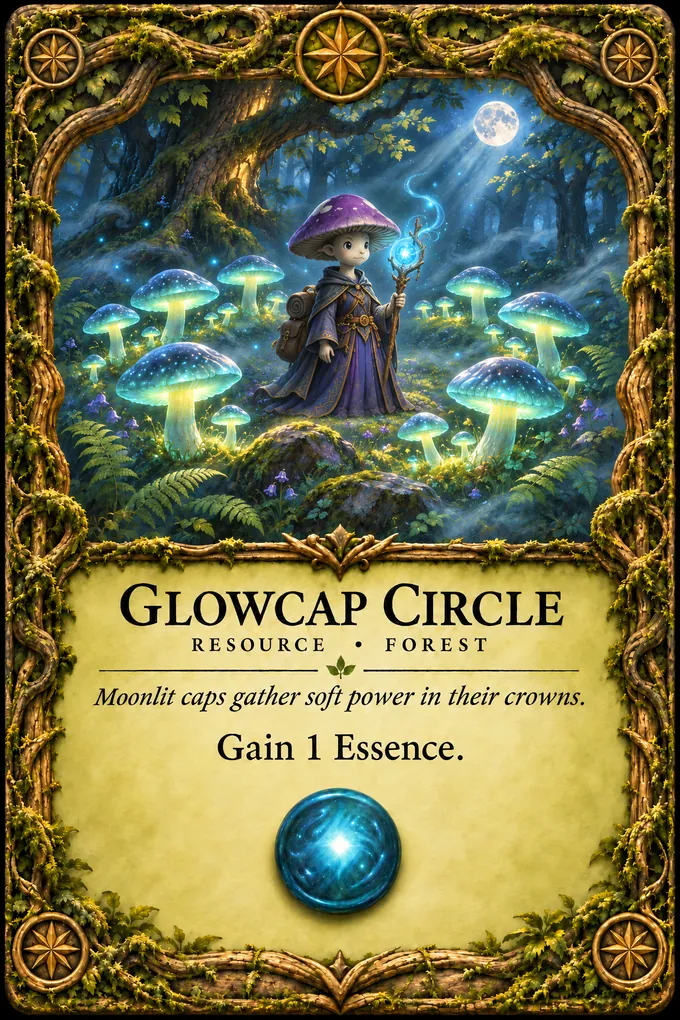 Glowcap Circle
RESOURCE • FOREST
Moonlit caps gather soft power in their crowns.
Gain 1 Essence.